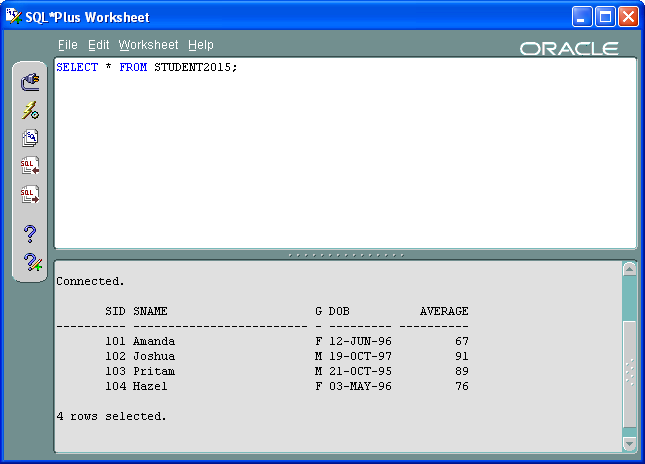 SQL*Plus Worksheet
File Edit Worksheet Help
ORACLE
SELECT * FROM STUDENT2015;
SQL
SQL
Connected.
SID SNAME G DOB AVERAGE
---------- ------------------------- - --------- ----------
101 Amanda F 12-JUN-96 67
102 Joshua M 19-OCT-97 91
103 Pritam M 21-OCT-95 89
104 Hazel F 03-MAY-96 76
4 rows selected.